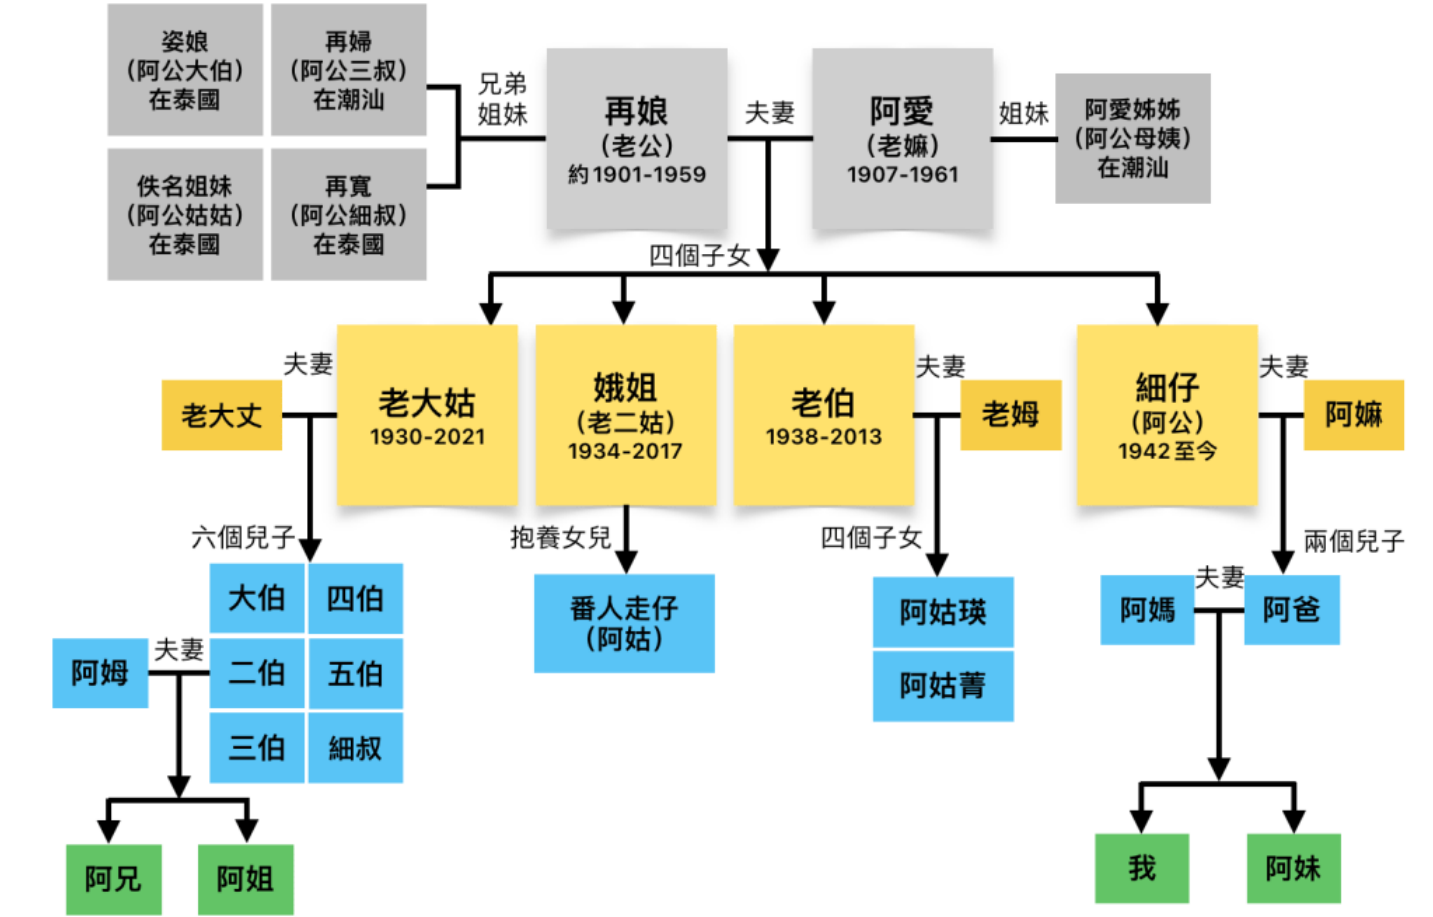 姿娘
（阿公大伯）
在泰國
再婦
（阿公三叔）
在潮汕
佚名姐妹
（阿公姑姑）
在泰國
再寬
（阿公細叔）
在泰國
兄弟
姐妹
再娘
（老公）
約1901-1959
夫妻
阿愛
（老嫲）
1907-1961
姐妹
阿愛姊姊
（阿公母姨）
在潮汕
四個子女
老大丈
夫妻
老大姑
1930-2021
娥姐
（老二姑）
1934-2017
老伯
1938-2013
夫妻
老姆
細仔
（阿公）
1942至今
夫妻
阿嫲
六個兒子
抱養女兒
四個子女
兩個兒子
大伯
四伯
二伯
五伯
三伯
細叔
阿姆
夫妻
番人走仔
（阿姑）
阿姑瑛
阿姑菁
阿媽
夫妻
阿爸
阿兄
阿姐
我
阿妹